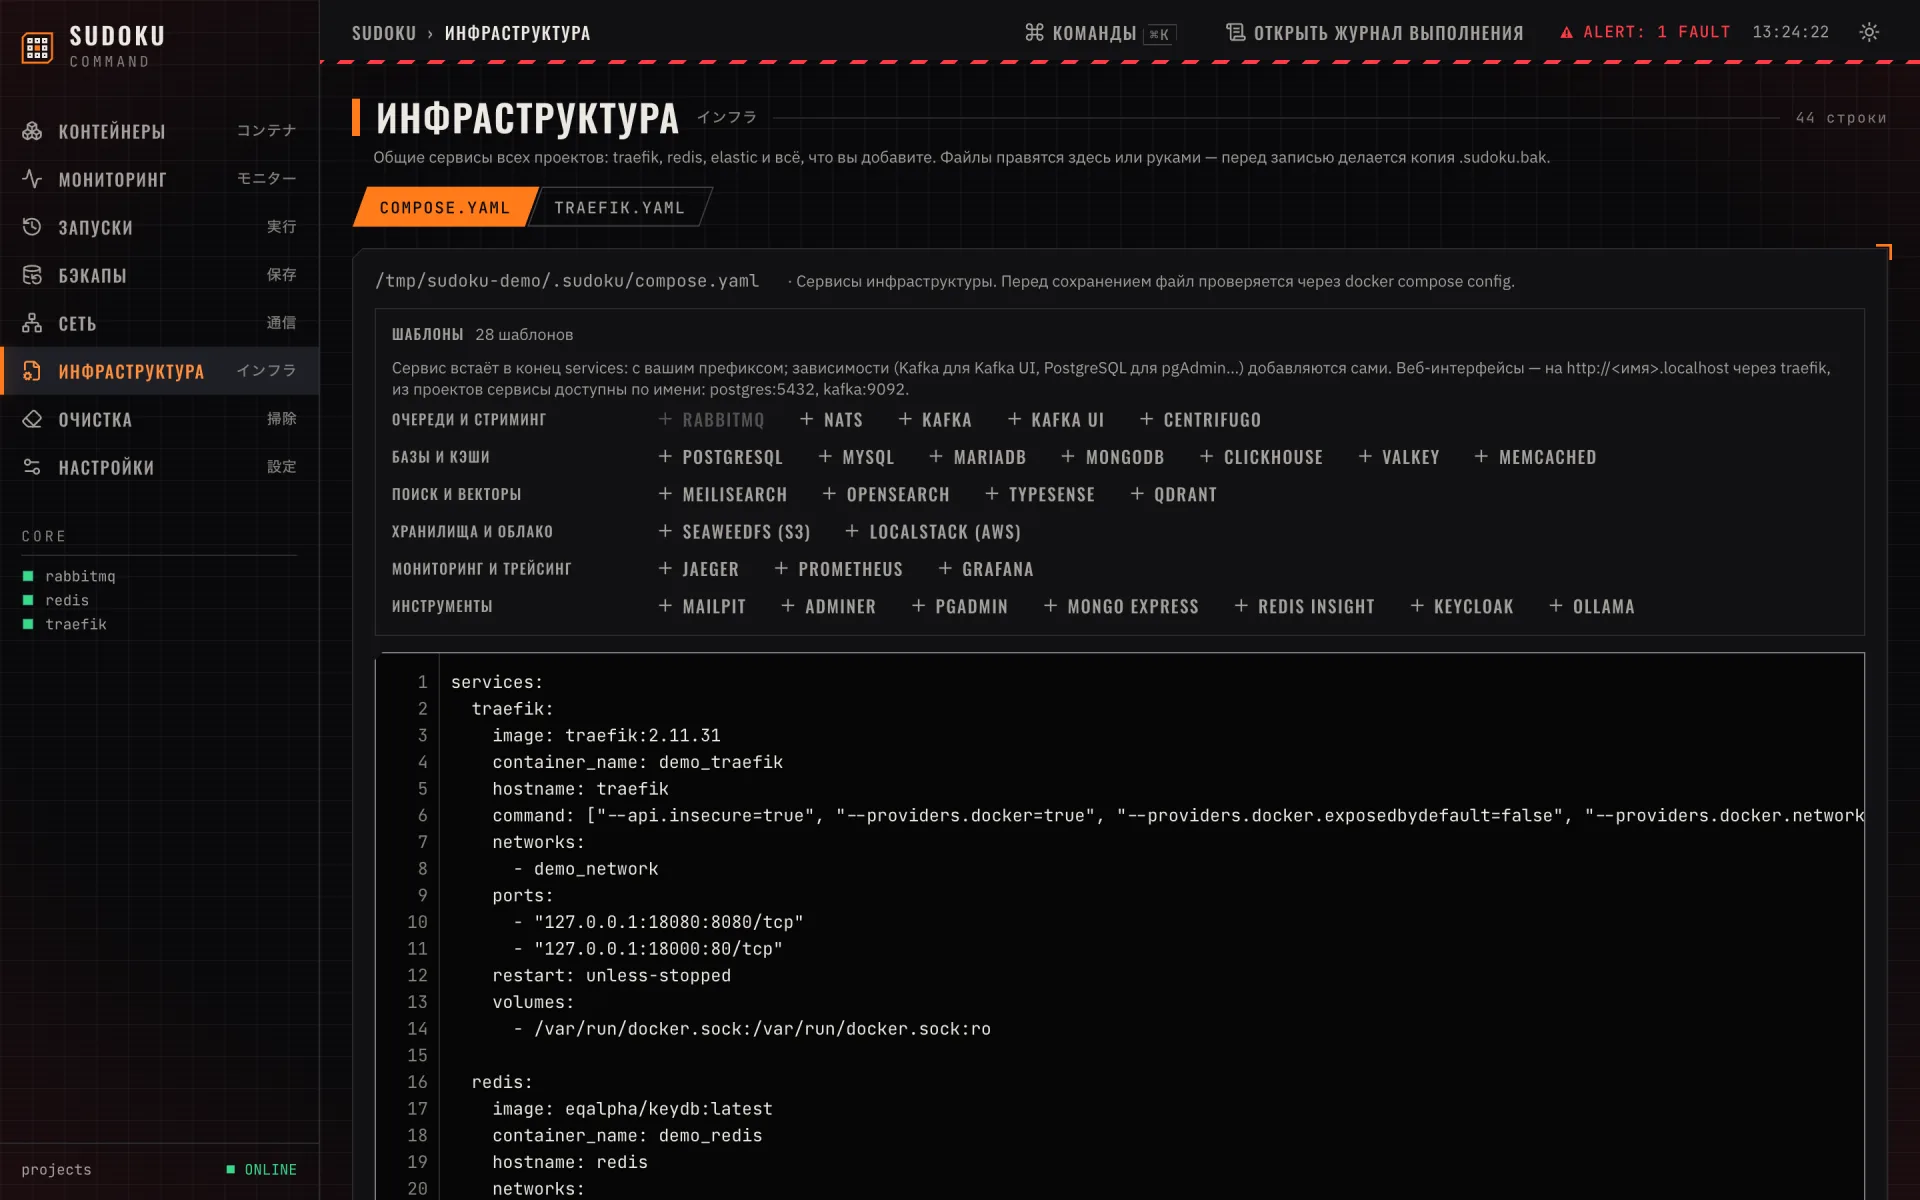 SUDOKU
COMMAND
КОНТЕЙНЕРЫ コンテナ
МОНИТОРИНГ モニター
ЗАПУСКИ 実行
БЭКАПЫ 保存
СЕТЬ 通信
ИНФРАСТРУКТУРА インフラ
ОЧИСТКА 掃除
НАСТРОЙКИ 設定
CORE
rabbitmq
redis
traefik
projects ONLINE
SUDOKU › ИНФРАСТРУКТУРА
КОМАНДЫ ⌘K
ОТКРЫТЬ ЖУРНАЛ ВЫПОЛНЕНИЯ
ALERT: 1 FAULT
13:24:22
ИНФРАСТРУКТУРА インフラ 44 строки
Общие сервисы всех проектов: traefik, redis, elastic и всё, что вы добавите. Файлы правятся здесь или руками — перед записью делается копия .sudoku.bak.
COMPOSE.YAML TRAEFIK.YAML
/tmp/sudoku-demo/.sudoku/compose.yaml · Сервисы инфраструктуры. Перед сохранением файл проверяется через docker compose config.
ШАБЛОНЫ 28 шаблонов
Сервис встаёт в конец services: с вашим префиксом; зависимости (Kafka для Kafka UI, PostgreSQL для pgAdmin…) добавляются сами. Веб-интерфейсы — на http://<имя>.localhost через traefik,
из проектов сервисы доступны по имени: postgres:5432, kafka:9092.
ОЧЕРЕДИ И СТРИМИНГ + RABBITMQ + NATS + KAFKA + KAFKA UI + CENTRIFUGO
БАЗЫ И КЭШИ + POSTGRESQL + MYSQL + MARIADB + MONGODB + CLICKHOUSE + VALKEY + MEMCACHED
ПОИСК И ВЕКТОРЫ + MEILISEARCH + OPENSEARCH + TYPESENSE + QDRANT
ХРАНИЛИЩА И ОБЛАКО + SEAWEEDFS (S3) + LOCALSTACK (AWS)
МОНИТОРИНГ И ТРЕЙСИНГ + JAEGER + PROMETHEUS + GRAFANA
ИНСТРУМЕНТЫ + MAILPIT + ADMINER + PGADMIN + MONGO EXPRESS + REDIS INSIGHT + KEYCLOAK + OLLAMA
1 services:
2 traefik:
3 image: traefik:2.11.31
4 container_name: demo_traefik
5 hostname: traefik
6 command: ["--api.insecure=true", "--providers.docker=true", "--providers.docker.exposedbydefault=false", "--providers.docker.network
7 networks:
8 - demo_network
9 ports:
10 - "127.0.0.1:18080:8080/tcp"
11 - "127.0.0.1:18000:80/tcp"
12 restart: unless-stopped
13 volumes:
14 - /var/run/docker.sock:/var/run/docker.sock:ro
15
16 redis:
17 image: eqalpha/keydb:latest
18 container_name: demo_redis
19 hostname: redis
20 networks: